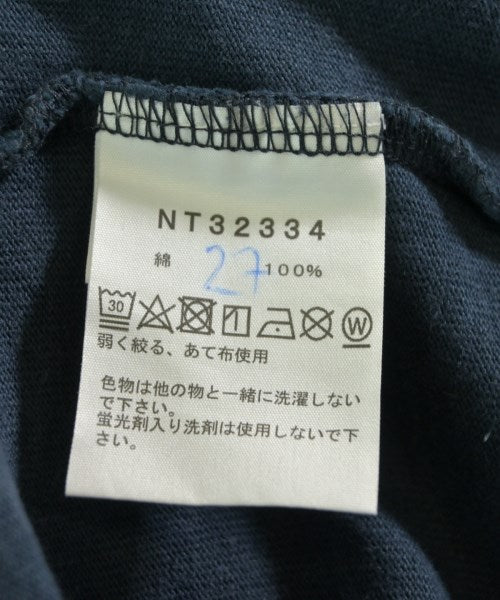 NT32334
綿 27 100%
30 W
弱く絞る、あて布使用
色物は他の物と一緒に洗濯しない
で下さい。
蛍光剤入り洗剤は使用しないで下
さい。